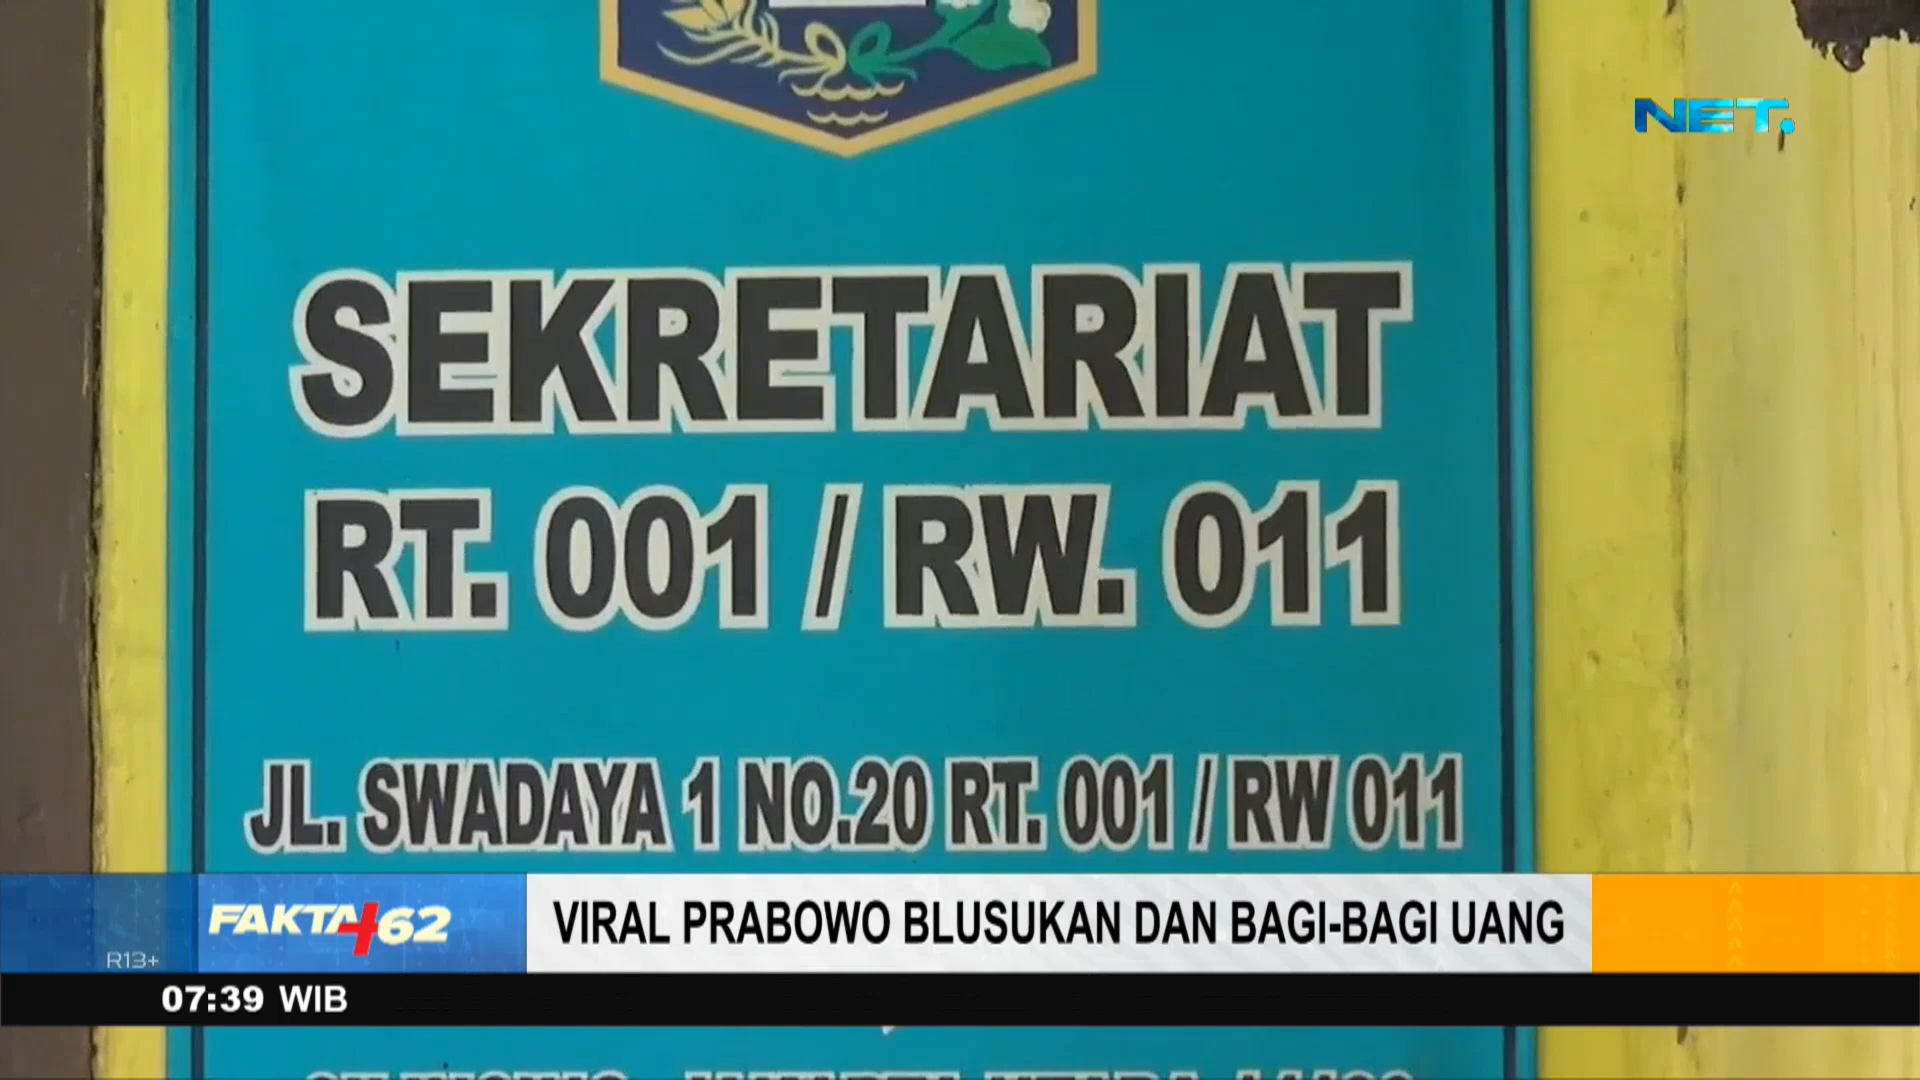 NET.
SEKRETARIAT
RT. 001 / RW. 011
JL. SWADAYA 1 NO.20 RT. 001 / RW 011
FAKTA +62
VIRAL PRABOWO BLUSUKAN DAN BAGI-BAGI UANG
R13+
07:39 WIB